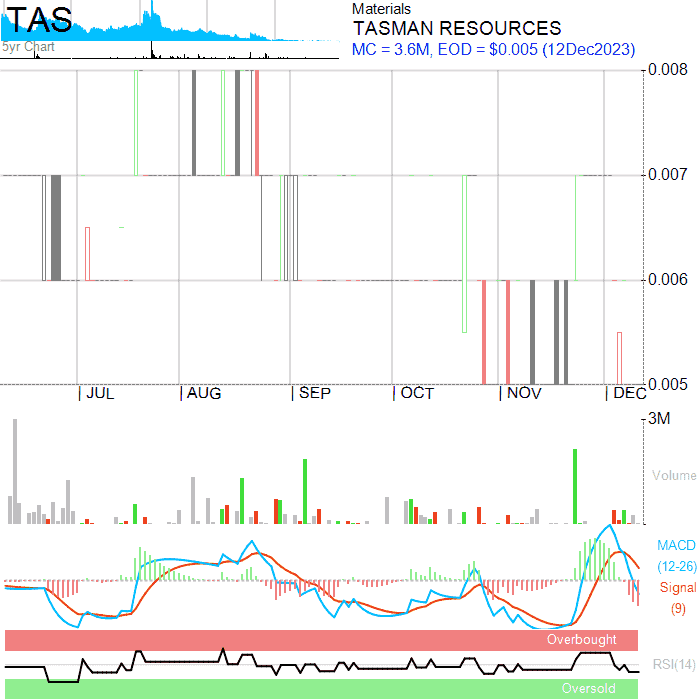 TAS
5yr Chart
Materials
TASMAN RESOURCES
MC = 3.6M, EOD = $0.005 (12Dec2023)
0.008
0.007
0.006
0.005
JUL AUG SEP OCT NOV DEC
3M
Volume
MACD
(12-26)
Signal
(9)
Overbought
RSI(14)
Oversold